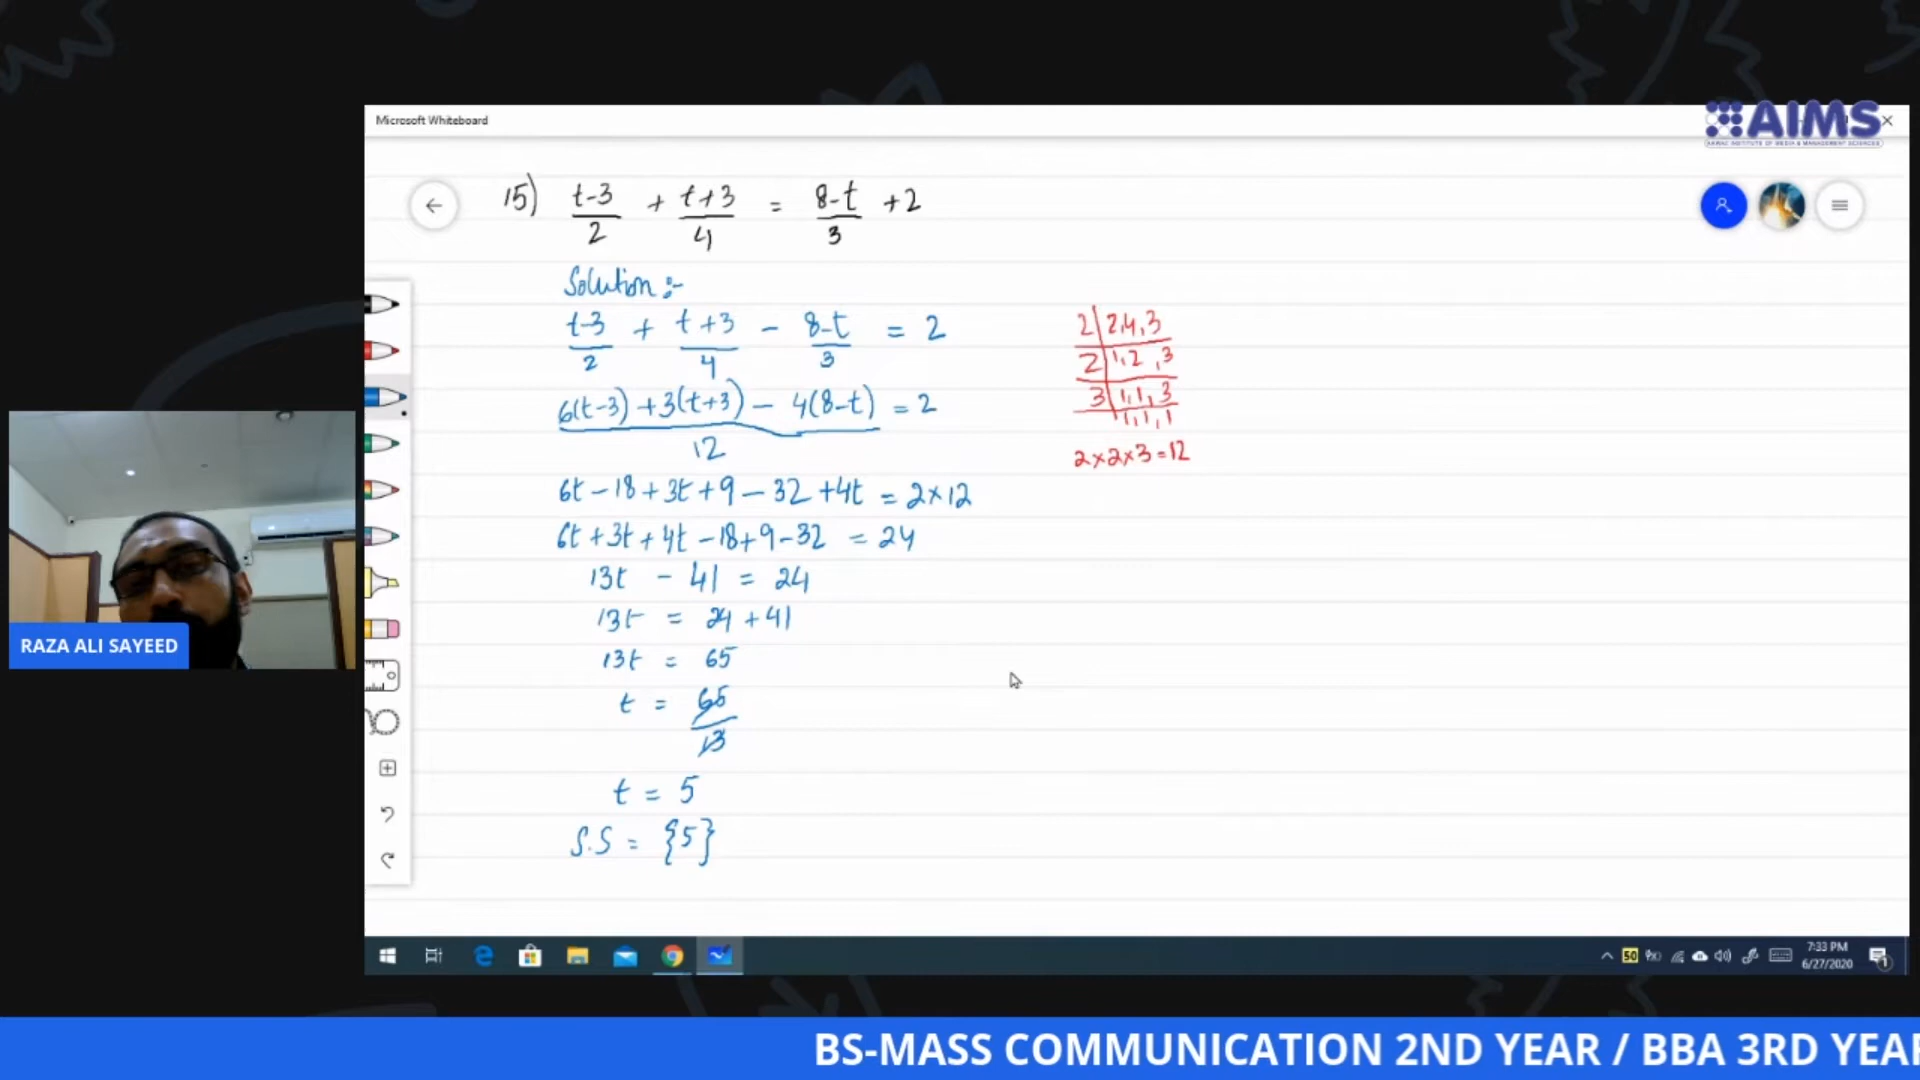 Microsoft Whiteboard
AIMS
15) t-3/2 + t+3/4 = 8-t/3 +2
Solution :-
t-3/2 + t+3/4 - 8-t/3 = 2
6(t-3) + 3(t+3) - 4(8-t)/12 = 2
6t - 18 + 3t + 9 - 32 + 4t = 2 × 12
6t + 3t + 4t - 18 + 9 - 32 = 24
13t - 41 = 24
13t = 24 + 41
13t = 65
t = 65/13
t = 5
S.S = {5}
2 | 2,4,3
2 | 1,2,3
3 | 1,1,3
1,1,1
2×2×3=12
RAZA ALI SAYEED
50
7:33 PM
6/27/2020
1
BS-MASS COMMUNICATION 2ND YEAR / BBA 3RD YEA